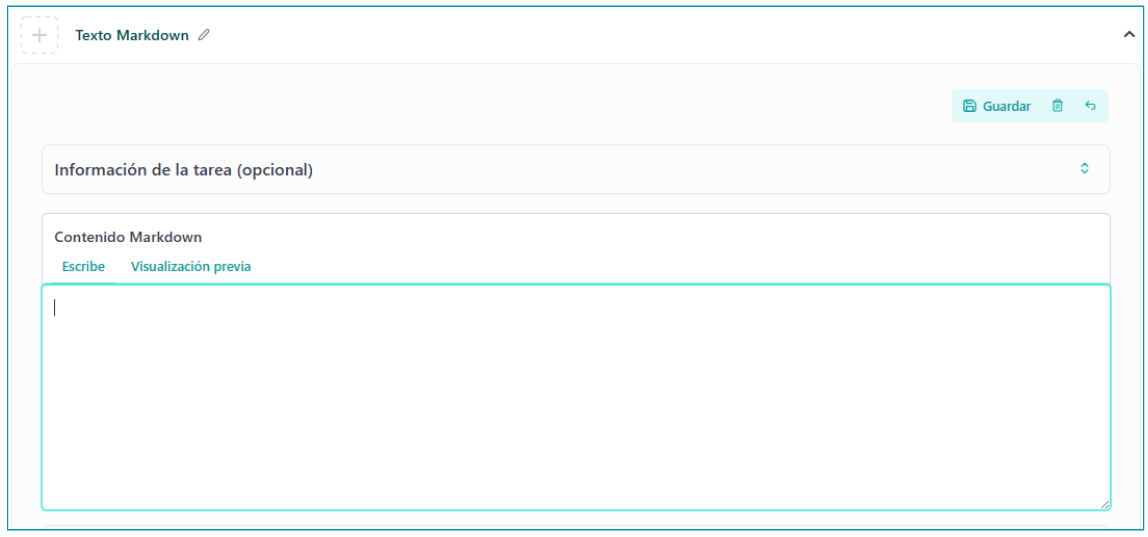 Texto Markdown
Guardar
Información de la tarea (opcional)
Contenido Markdown
Escribe Visualización previa